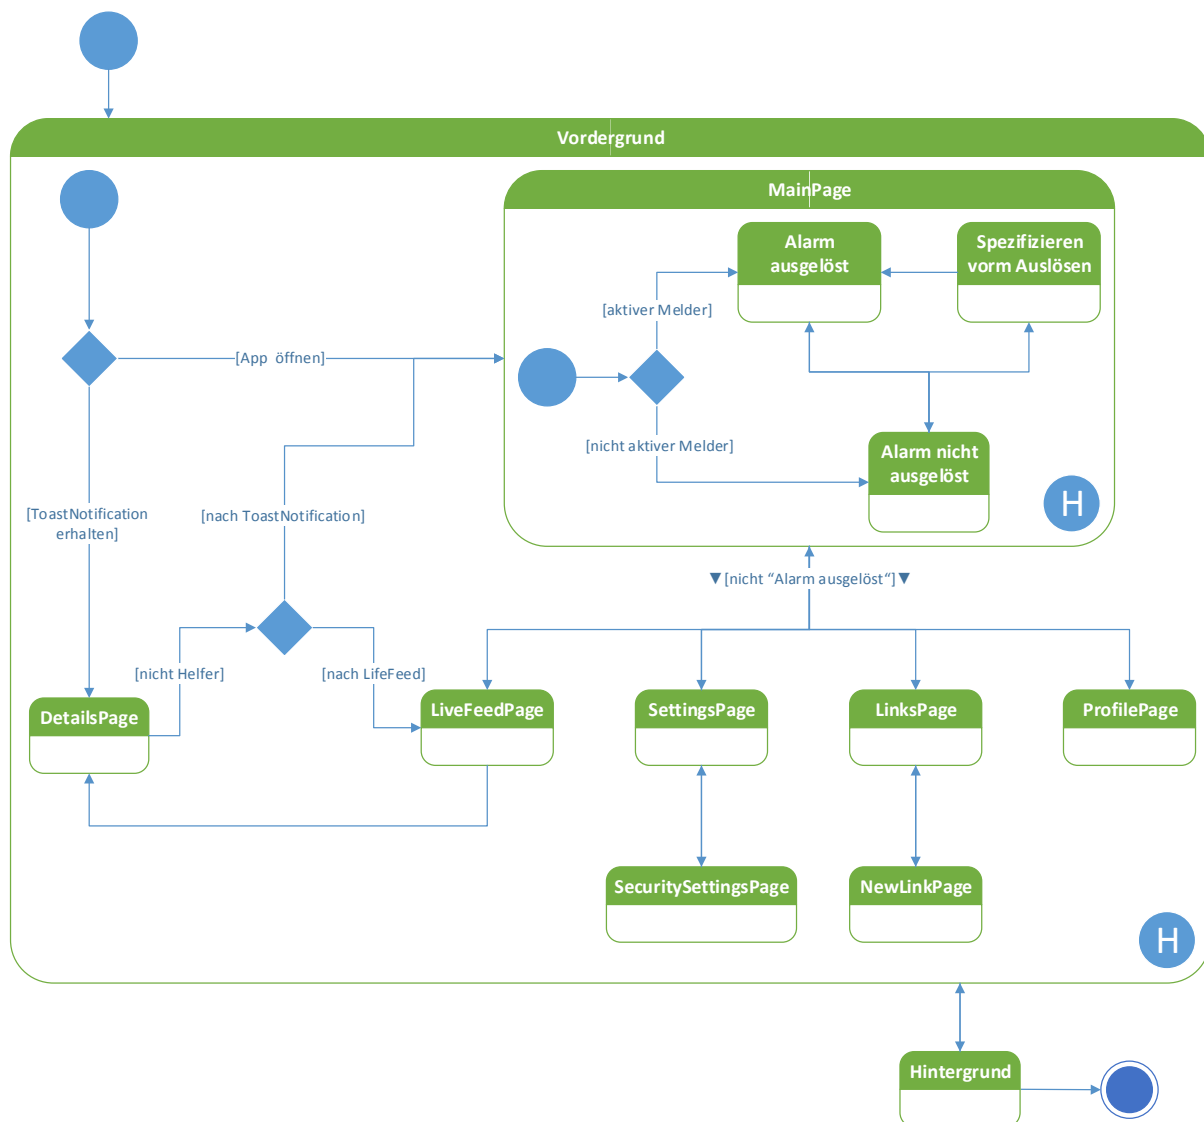 Vordergrund
MainPage
Alarm
ausgelöst
Spezifizieren
vorm Auslösen
[aktiver Melder]
[App öffnen]
[nicht aktiver Melder]
Alarm nicht
ausgelöst
H
[ToastNotification
erhalten]
[nach ToastNotification]
▼[nicht “Alarm ausgelöst“]▼
[nicht Helfer]
[nach LifeFeed]
DetailsPage
LiveFeedPage
SettingsPage
LinksPage
ProfilePage
SecuritySettingsPage
NewLinkPage
H
Hintergrund